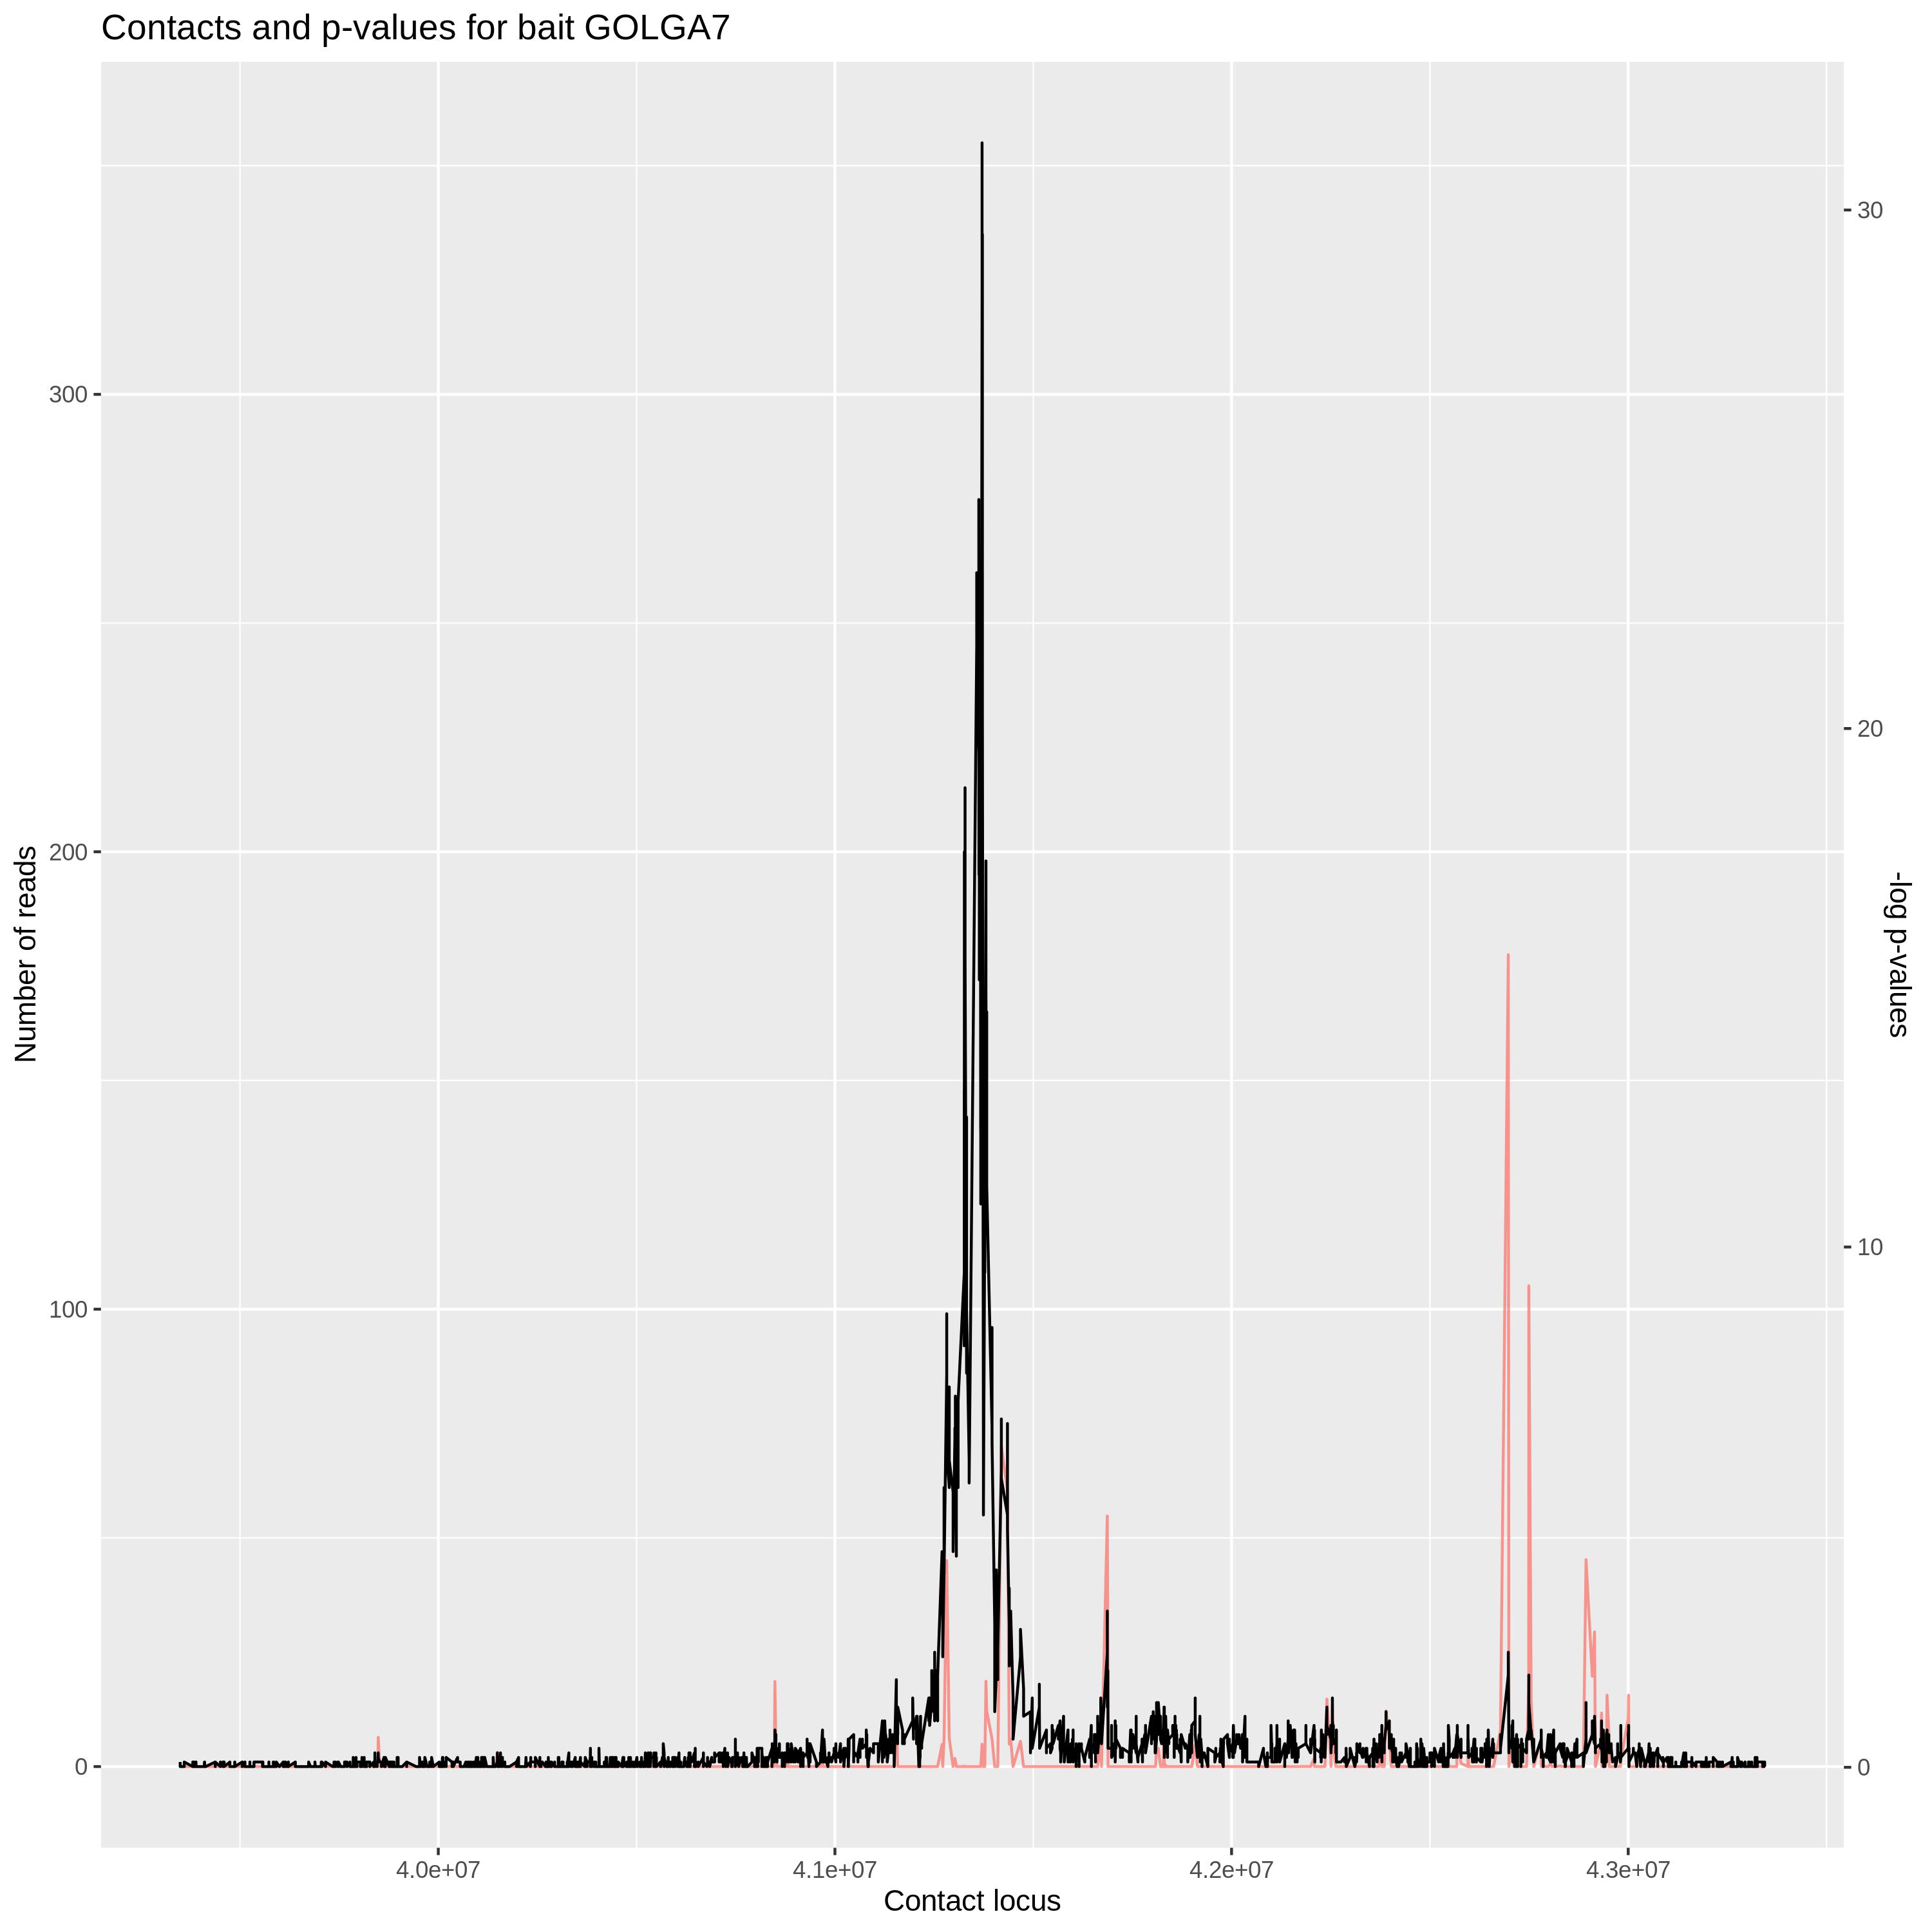 Contacts and p-values for bait GOLGA7
Number of reads
300
200
100
0
30
20
10
0
-log p-values
4.0e+07
4.1e+07
4.2e+07
4.3e+07
Contact locus